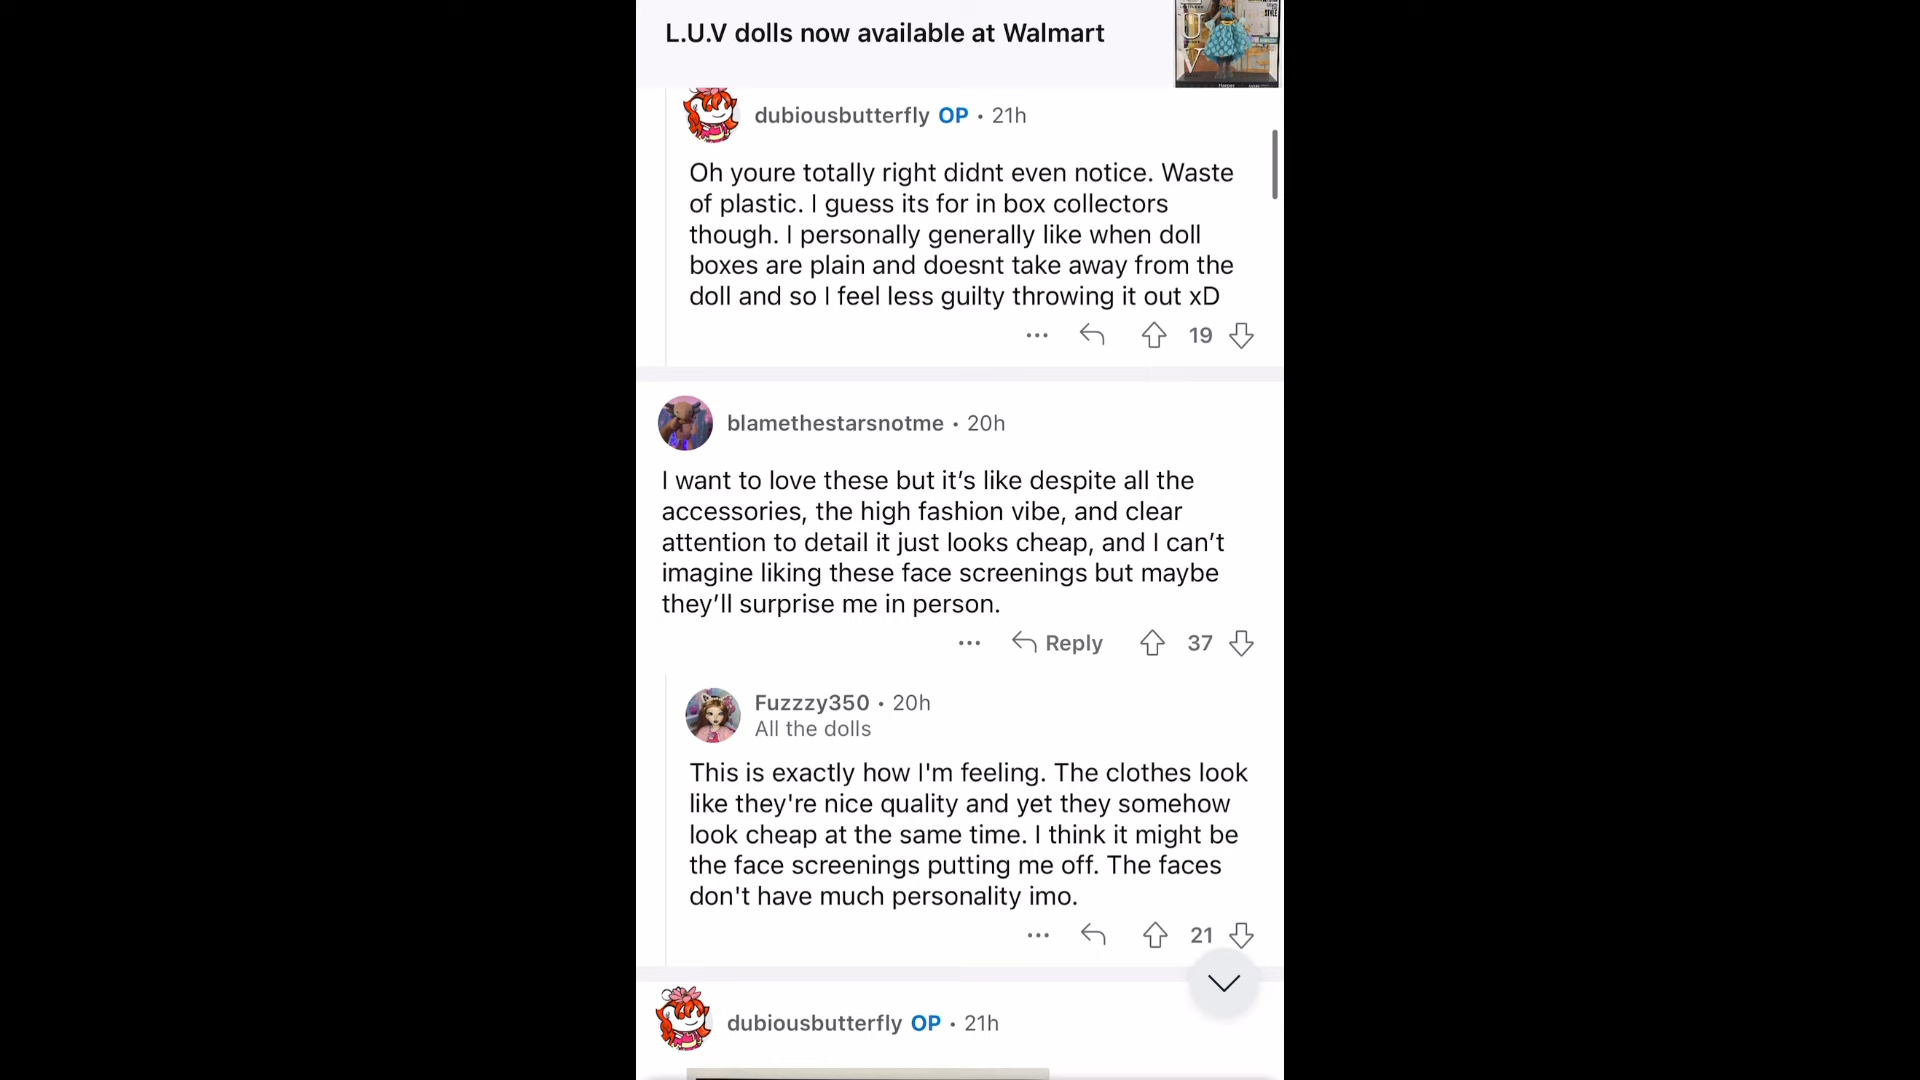 L.U.V dolls now available at Walmart
U
V
STYLE
dubiousbutterfly OP • 21h
Oh youre totally right didnt even notice. Waste
of plastic. I guess its for in box collectors
though. I personally generally like when doll
boxes are plain and doesnt take away from the
doll and so I feel less guilty throwing it out xD
19
blamethestarsnotme • 20h
I want to love these but it’s like despite all the
accessories, the high fashion vibe, and clear
attention to detail it just looks cheap, and I can’t
imagine liking these face screenings but maybe
they’ll surprise me in person.
Reply 37
Fuzzzy350 • 20h
All the dolls
This is exactly how I'm feeling. The clothes look
like they're nice quality and yet they somehow
look cheap at the same time. I think it might be
the face screenings putting me off. The faces
don't have much personality imo.
21
dubiousbutterfly OP • 21h